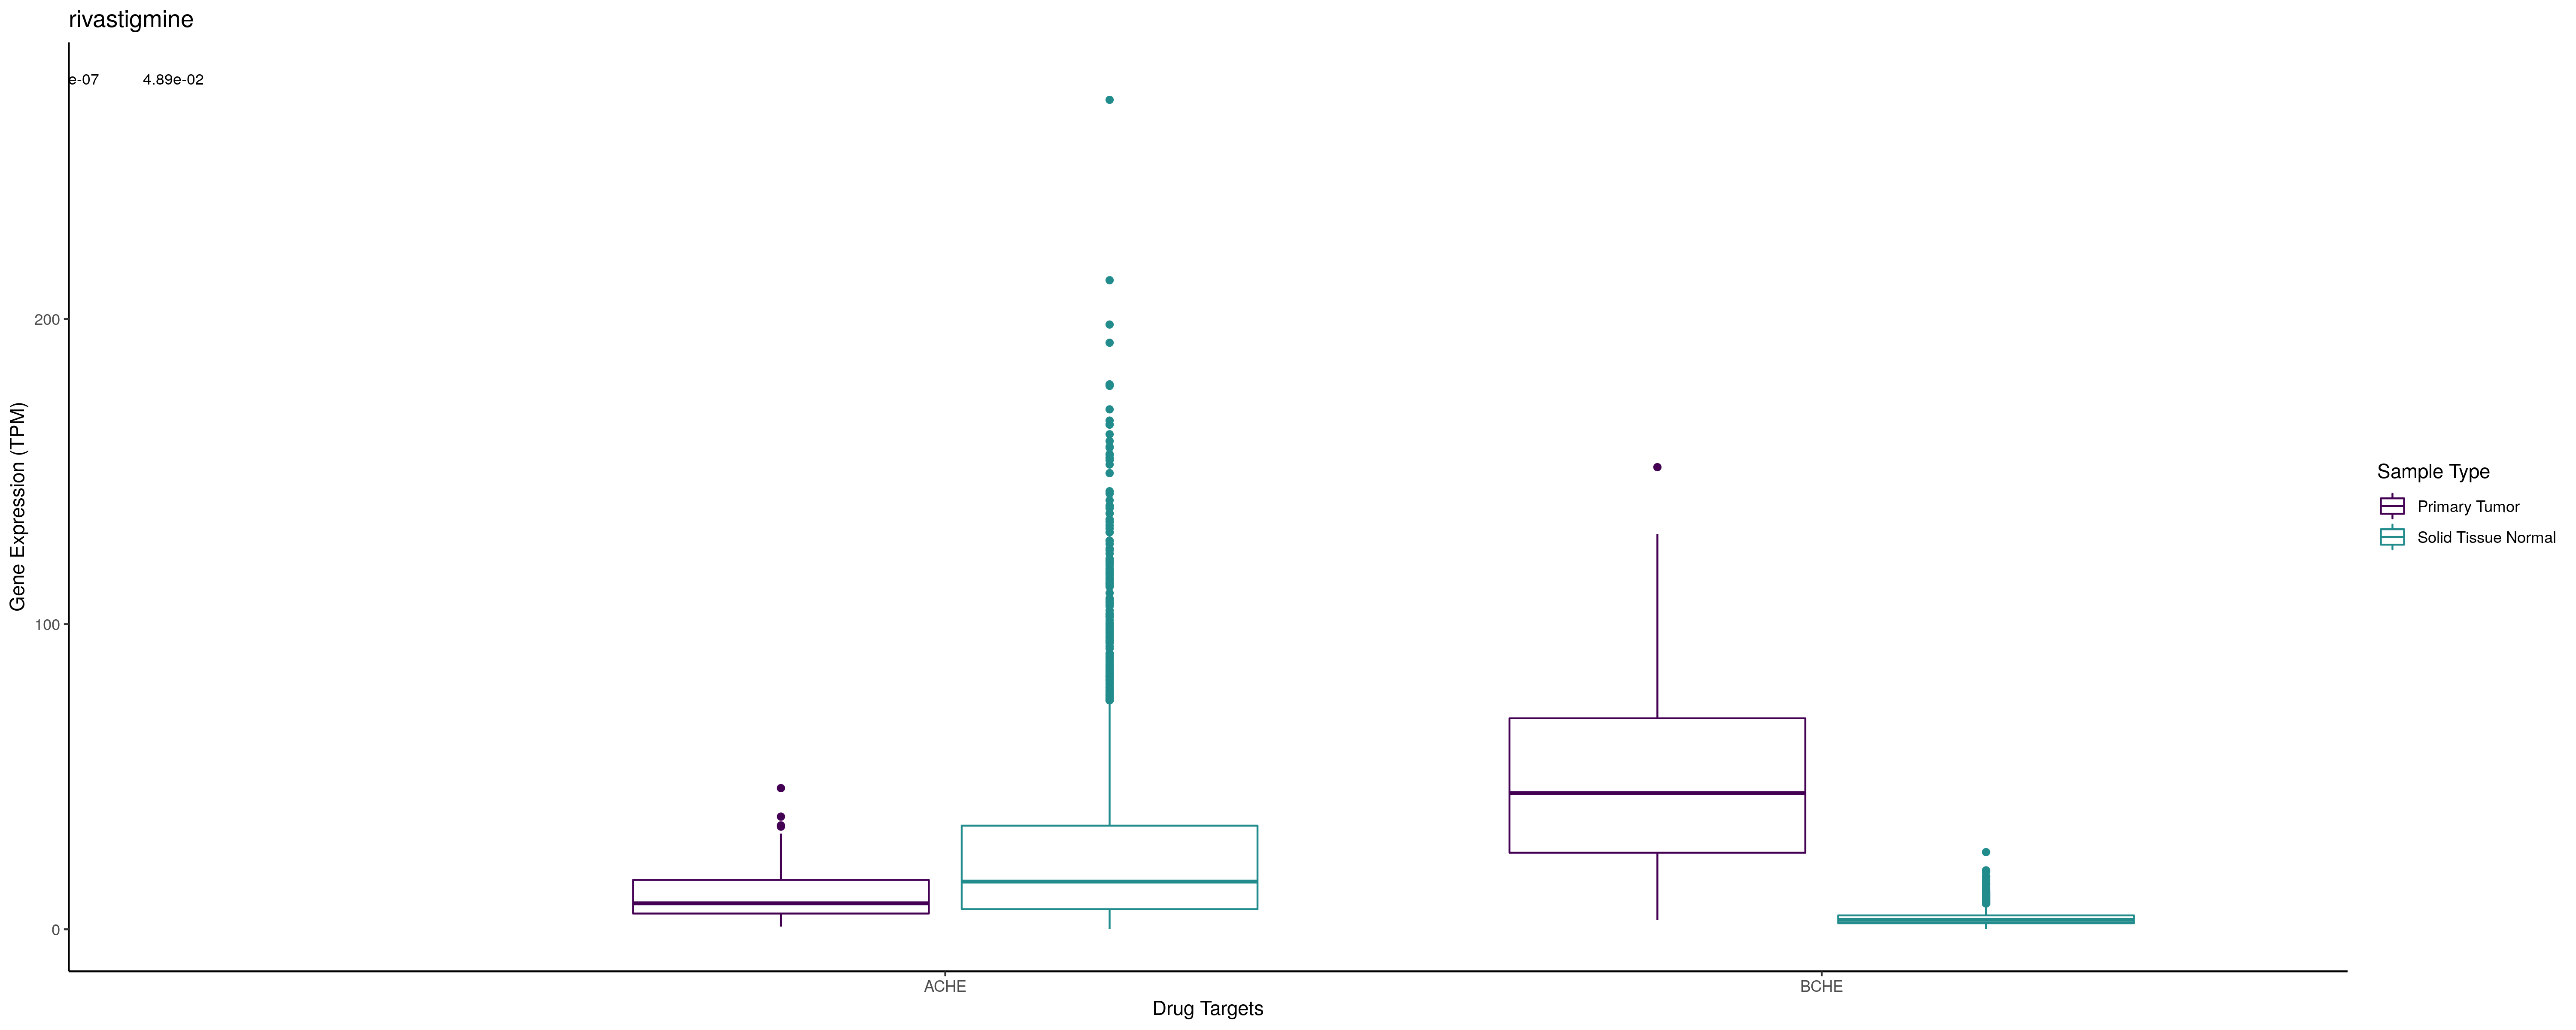 rivastigmine
e-07 4.89e-02
200
100
0
Gene Expression (TPM)
ACHE BCHE
Drug Targets
Sample Type
Primary Tumor
Solid Tissue Normal